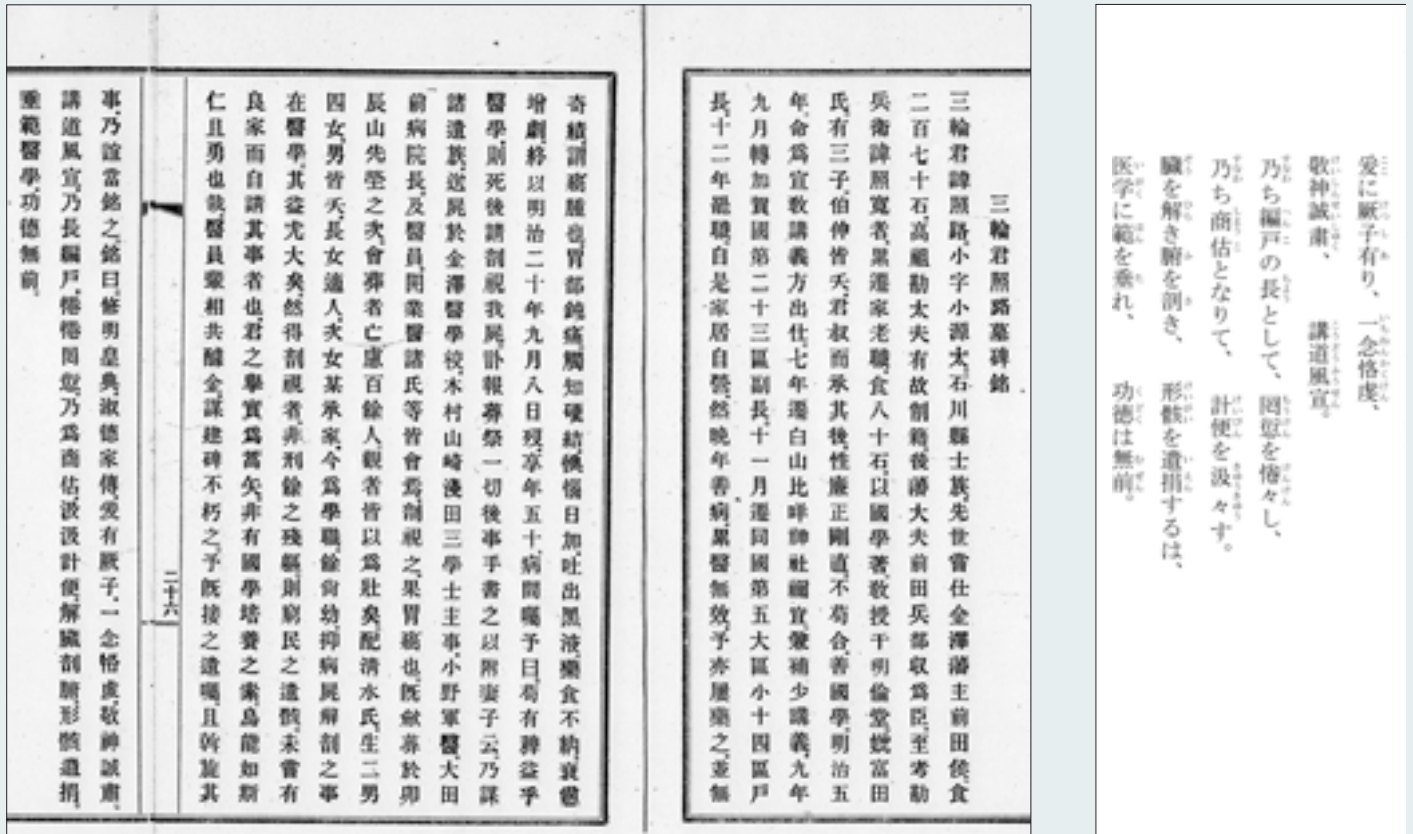 三輪君照路墓碑銘
三輪君諱照路、小字小源太、石川縣士族、先世嘗仕金澤藩主前田侯、食
二百七十石、高祖勘太夫有故削籍、後藩大夫前田兵部収爲臣、至考勘
兵衛諱照寛者、累遷家老職、食八十石、以國學著、教授于明倫堂、妣富田
氏、有三子、伯仲皆夭、君叔而承其後、性廉正剛直、不苟合、善國學、明治五
年、命爲宣教講義方出仕、七年遷白山比咩神社禰宜、兼補少講義、九年
九月轉加賀國第二十三區副長、十一月遷同國第五大區小十四區戸
長、十二年罷職、自是家居自營、然晩年善病、累醫無效、予亦屢藥之、並無
奇績、謂癌腫也、胃部鈍痛、觸知硬結、懊惱日加、吐出黑液、藥食不納、衰憊
增劇、終以明治二十年九月八日歿、享年五十、病間囑予曰、苟有裨益乎
醫學、則死後請剖視我屍、訃報葬祭一切後事手書之以附妻子云、乃謀
諸遺族、送屍於金澤醫學校、木村山崎淺田三學士主事、小野軍醫、大田
前病院長、及醫員、開業醫諸氏等皆會焉、剖視之、果胃癌也、既斂葬於卯
辰山先塋之次、會葬者亡慮百餘人、觀者皆以爲壯矣、配清水氏、生二男
四女、男皆夭、長女適人、次女某承家、今爲學職、餘尙幼、抑病屍解剖之事
在醫學、其益尤大矣、然得剖視者、非刑餘之殘軀、則窮民之遺骸、未嘗有
良家而自請其事者也、君之擧實爲嚆矢、非有國學培養之素、烏能如斯
仁且勇也哉、醫員輩相共醵金、謀建碑不朽之、予既接之遺囑、且斡旋其
二十六
事、乃誼當銘之、銘曰、修明皇典、淑德家傳、爰有厥子、一念恪虔、敬神誠肅、
講道風宣、乃長編戸、惓惓罔愆、乃爲商估、汲汲計便、解臟剖腑、形骸遺捐、
垂範醫學、功德無前、
爰に厥子有り、一念恪虔、
敬神誠肅、 講道風宣。
乃ち編戸の長として、罔愆を惓々し、
乃ち商估となりて、 計便を汲々す。
臓を解き腑を剖き、 形骸を遺捐するは、
医学に範を垂れ、 功徳は無前。